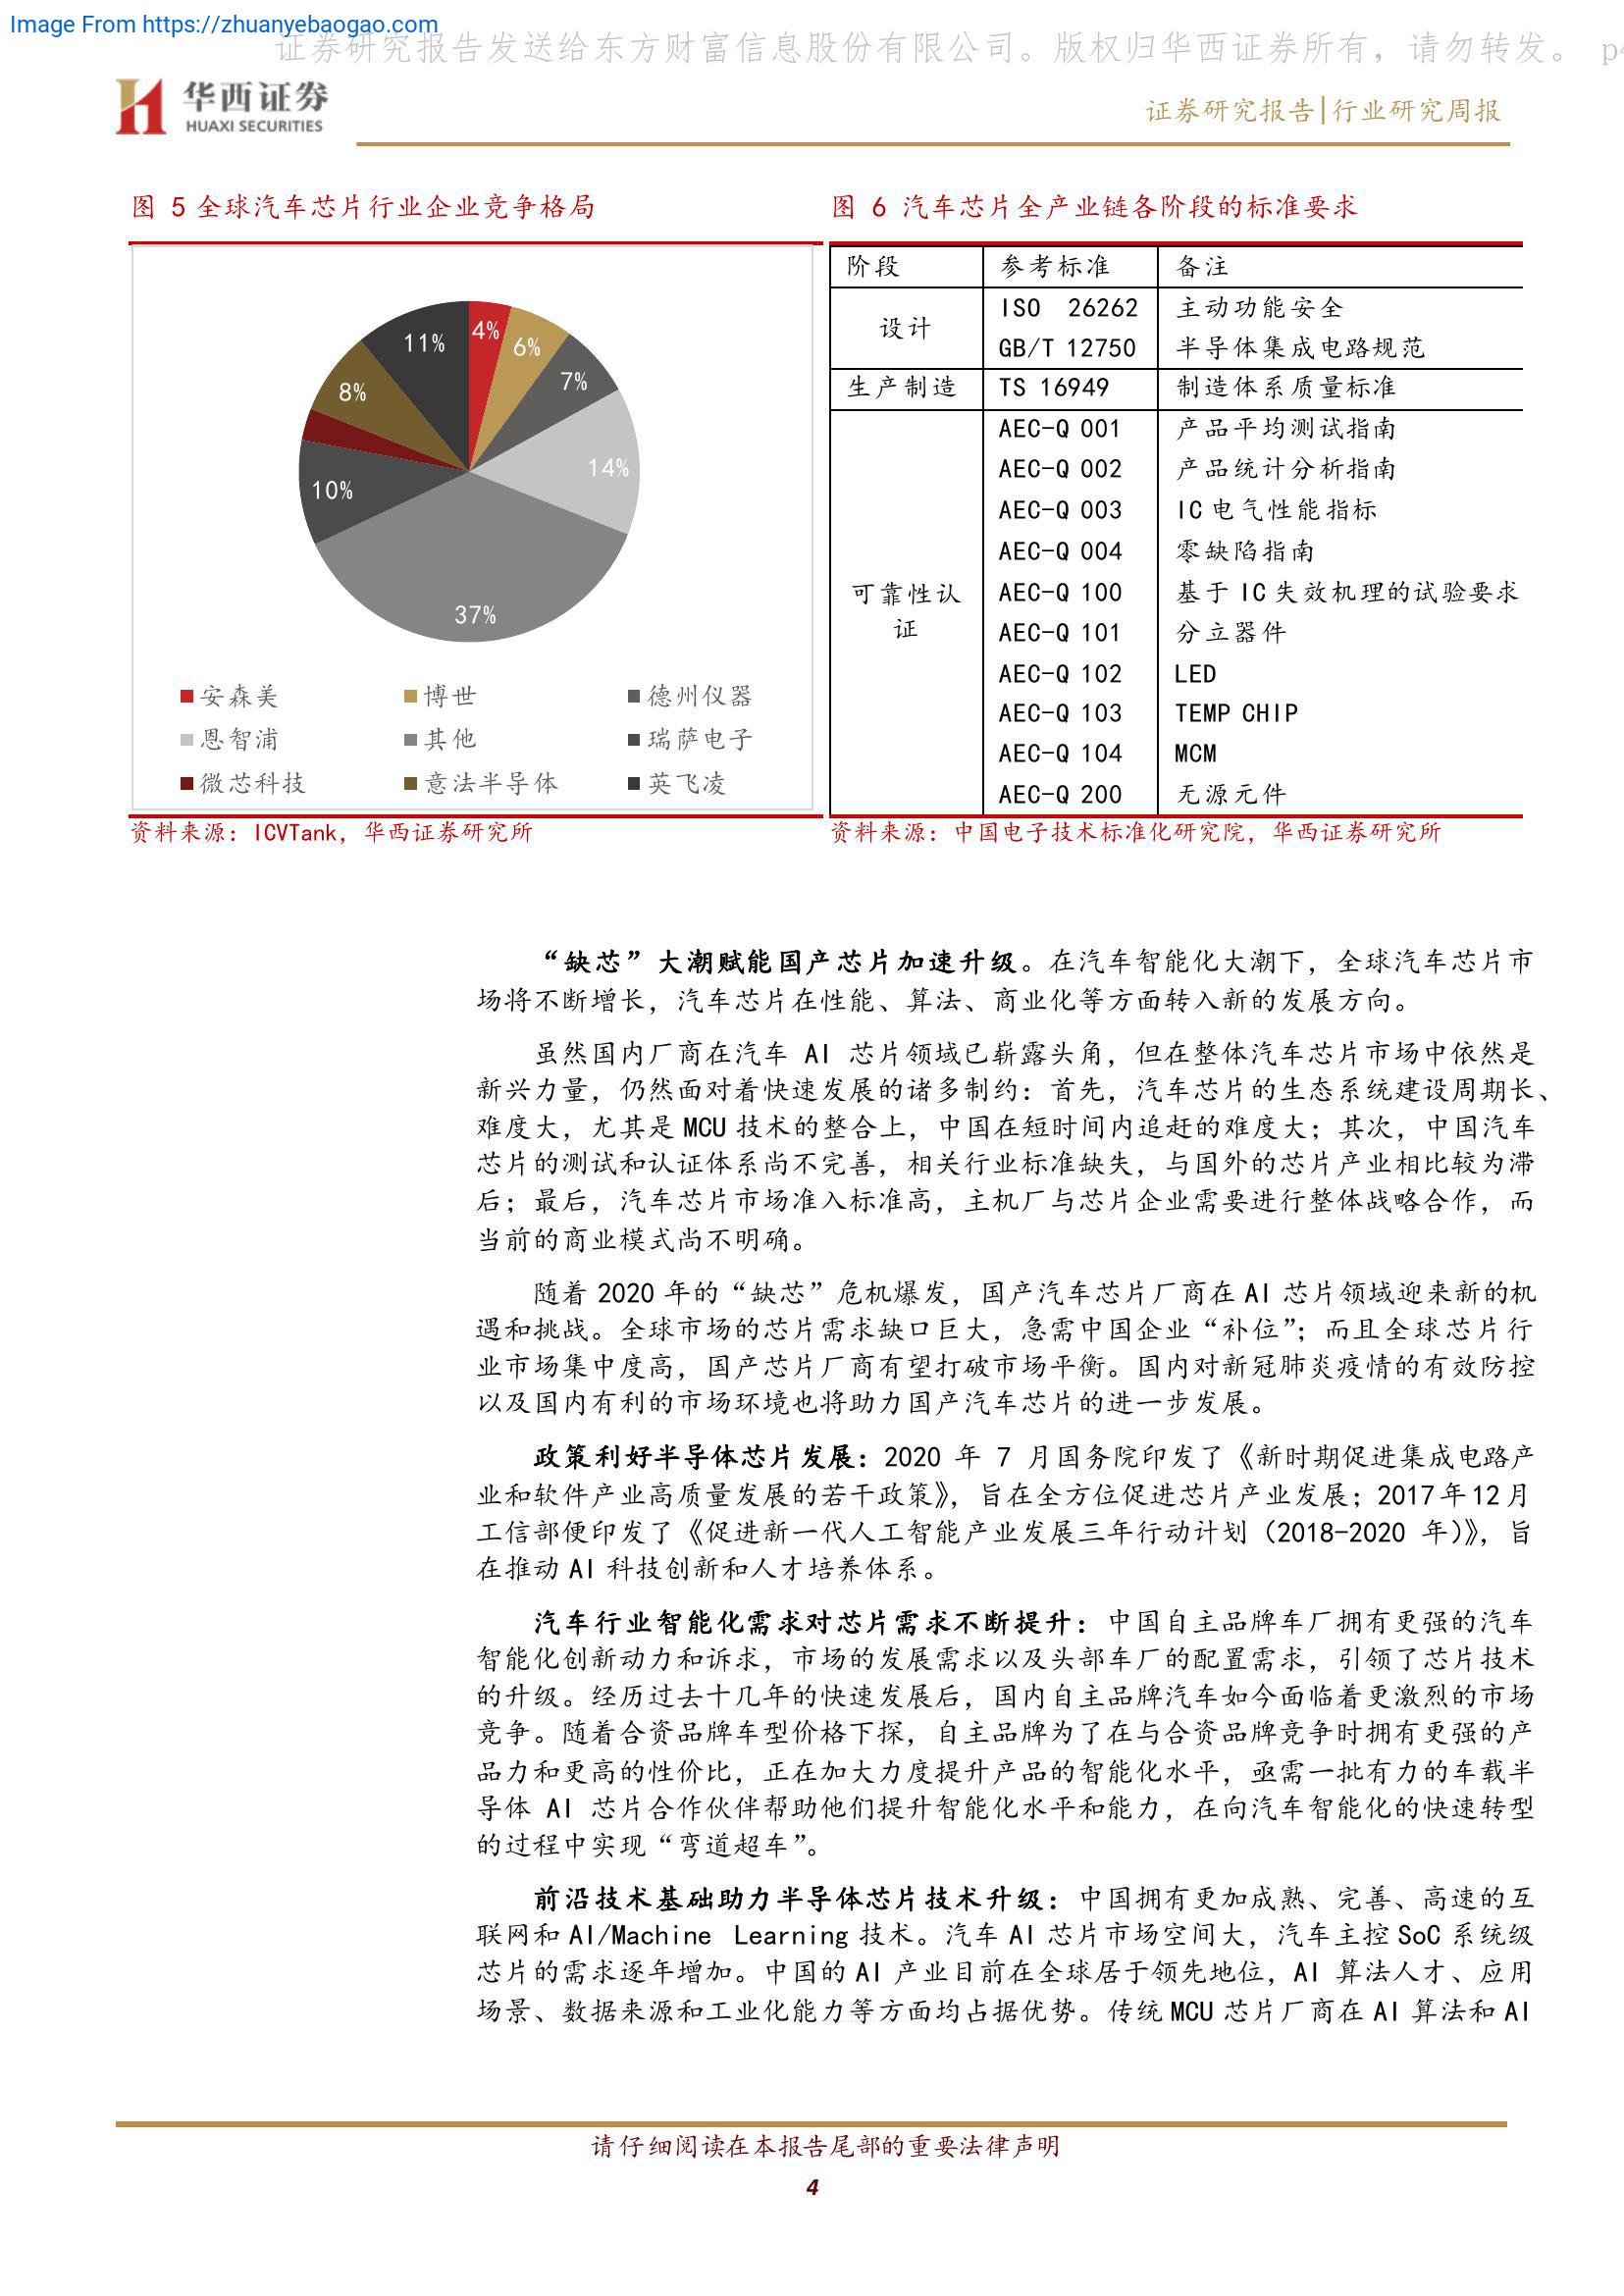 Image From https://zhuanyebaogao.com
证券研究报告发送给东方财富信息股份有限公司。版权归华西证券所有，请勿转发。 p4
华西证券
HUAXI SECURITIES
证券研究报告|行业研究周报
图 5 全球汽车芯片行业企业竞争格局
4%
6%
7%
14%
37%
10%
8%
11%
安森美 博世 德州仪器
恩智浦 其他 瑞萨电子
微芯科技 意法半导体 英飞凌
资料来源：ICVTank，华西证券研究所
图 6 汽车芯片全产业链各阶段的标准要求
阶段 参考标准 备注
设计 ISO 26262 主动功能安全
GB/T 12750 半导体集成电路规范
生产制造 TS 16949 制造体系质量标准
可靠性认证 AEC-Q 001 产品平均测试指南
AEC-Q 002 产品统计分析指南
AEC-Q 003 IC 电气性能指标
AEC-Q 004 零缺陷指南
AEC-Q 100 基于 IC 失效机理的试验要求
AEC-Q 101 分立器件
AEC-Q 102 LED
AEC-Q 103 TEMP CHIP
AEC-Q 104 MCM
AEC-Q 200 无源元件
资料来源：中国电子技术标准化研究院，华西证券研究所
“缺芯”大潮赋能国产芯片加速升级。在汽车智能化大潮下，全球汽车芯片市
场将不断增长，汽车芯片在性能、算法、商业化等方面转入新的发展方向。
虽然国内厂商在汽车 AI 芯片领域已崭露头角，但在整体汽车芯片市场中依然是
新兴力量，仍然面对着快速发展的诸多制约：首先，汽车芯片的生态系统建设周期长、
难度大，尤其是 MCU 技术的整合上，中国在短时间内追赶的难度大；其次，中国汽车
芯片的测试和认证体系尚不完善，相关行业标准缺失，与国外的芯片产业相比较为滞
后；最后，汽车芯片市场准入标准高，主机厂与芯片企业需要进行整体战略合作，而
当前的商业模式尚不明确。
随着 2020 年的“缺芯”危机爆发，国产汽车芯片厂商在 AI 芯片领域迎来新的机
遇和挑战。全球市场的芯片需求缺口巨大，急需中国企业“补位”；而且全球芯片行
业市场集中度高，国产芯片厂商有望打破市场平衡。国内对新冠肺炎疫情的有效防控
以及国内有利的市场环境也将助力国产汽车芯片的进一步发展。
政策利好半导体芯片发展：2020 年 7 月国务院印发了《新时期促进集成电路产
业和软件产业高质量发展的若干政策》，旨在全方位促进芯片产业发展；2017 年 12 月
工信部便印发了《促进新一代人工智能产业发展三年行动计划（2018-2020 年）》，旨
在推动 AI 科技创新和人才培养体系。
汽车行业智能化需求对芯片需求不断提升：中国自主品牌车厂拥有更强的汽车
智能化创新动力和诉求，市场的发展需求以及头部车厂的配置需求，引领了芯片技术
的升级。经历过去十几年的快速发展后，国内自主品牌汽车如今面临着更激烈的市场
竞争。随着合资品牌车型价格下探，自主品牌为了在与合资品牌竞争时拥有更强的产
品力和更高的性价比，正在加大力度提升产品的智能化水平，亟需一批有力的车载半
导体 AI 芯片合作伙伴帮助他们提升智能化水平和能力，在向汽车智能化的快速转型
的过程中实现“弯道超车”。
前沿技术基础助力半导体芯片技术升级：中国拥有更加成熟、完善、高速的互
联网和 AI/Machine Learning 技术。汽车 AI 芯片市场空间大，汽车主控 SoC 系统级
芯片的需求逐年增加。中国的 AI 产业目前在全球居于领先地位，AI 算法人才、应用
场景、数据来源和工业化能力等方面均占据优势。传统 MCU 芯片厂商在 AI 算法和 AI
请仔细阅读在本报告尾部的重要法律声明
4